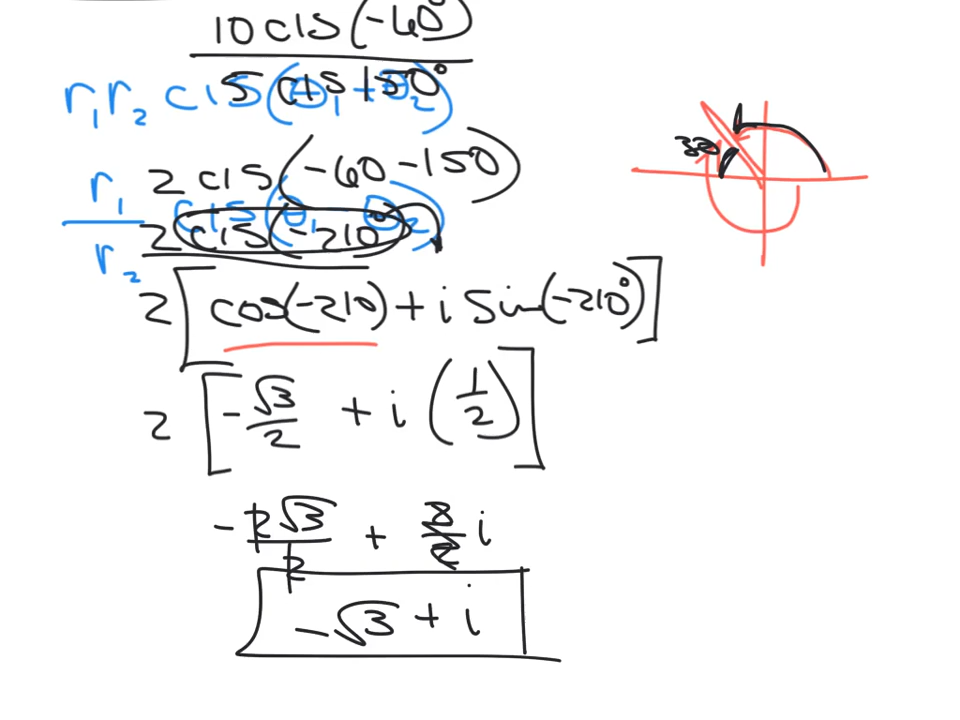 10 cis (-60°)
5 cis 150°
r₁r₂ cis(θ₁+θ₂)
2 cis (-60-150)
r₁
r₂
cis(θ₁ θ₂)
2 cis(-210°)
30
2[cos(-210)+i Sin(-210°)]
2[-√3/2 + i (1/2)]
-2√3/2 + 2/2 i
-√3 + i